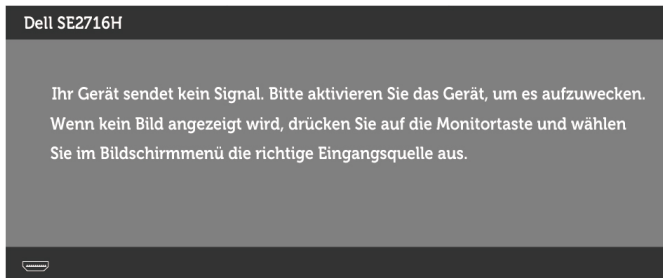 Dell SE2716H
Ihr Gerät sendet kein Signal. Bitte aktivieren Sie das Gerät, um es aufzuwecken.
Wenn kein Bild angezeigt wird, drücken Sie auf die Monitortaste und wählen
Sie im Bildschirmmenü die richtige Eingangsquelle aus.